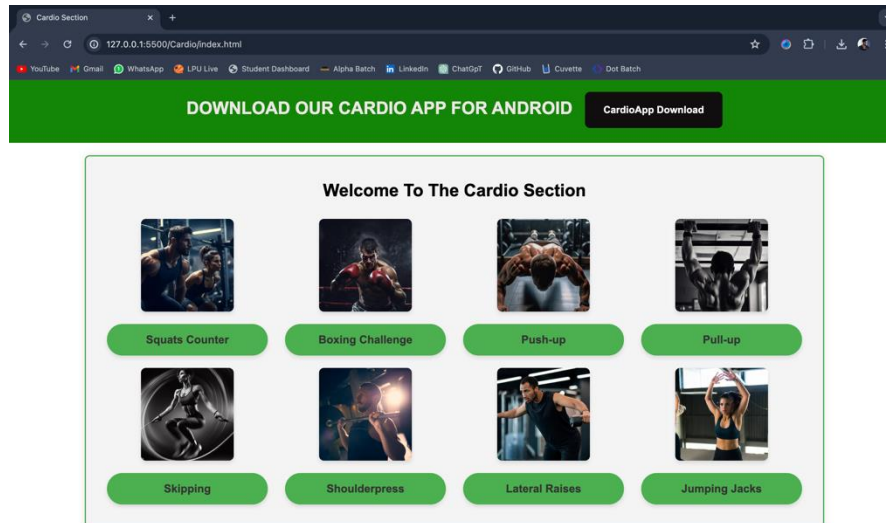 Cardio Section
127.0.0.1:5500/Cardio/index.html
YouTube Gmail WhatsApp LPU Live Student Dashboard Alpha Batch LinkedIn ChatGpT GitHub Cuvette Dot Batch
DOWNLOAD OUR CARDIO APP FOR ANDROID CardioApp Download
Welcome To The Cardio Section
Squats Counter Boxing Challenge Push-up Pull-up
Skipping Shoulderpress Lateral Raises Jumping Jacks